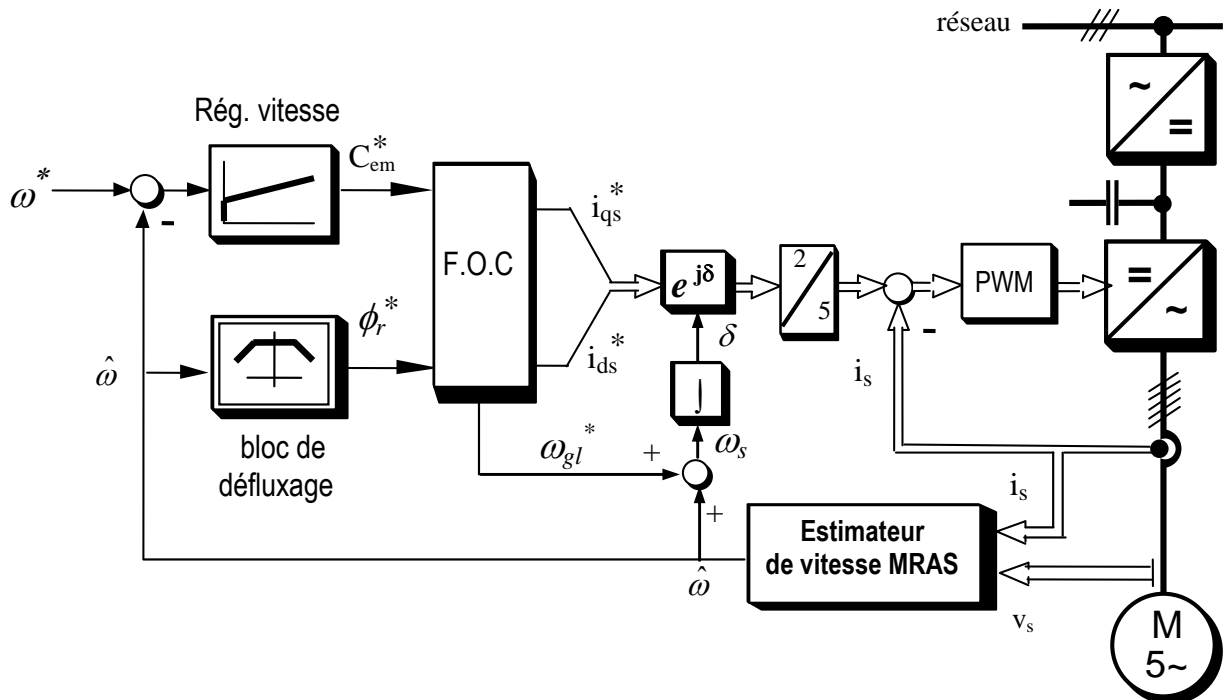 réseau
~
=
Rég. vitesse
C*em
ω*
-
F.O.C
i*qs
e jδ
2
5
PWM
=
~
-
ϕr*
i*ds
δ
is
ω̂
∫
bloc de
défluxage
ωgl*
+
ωs
+
is
Estimateur
de vitesse MRAS
ω̂
vs
M
5~